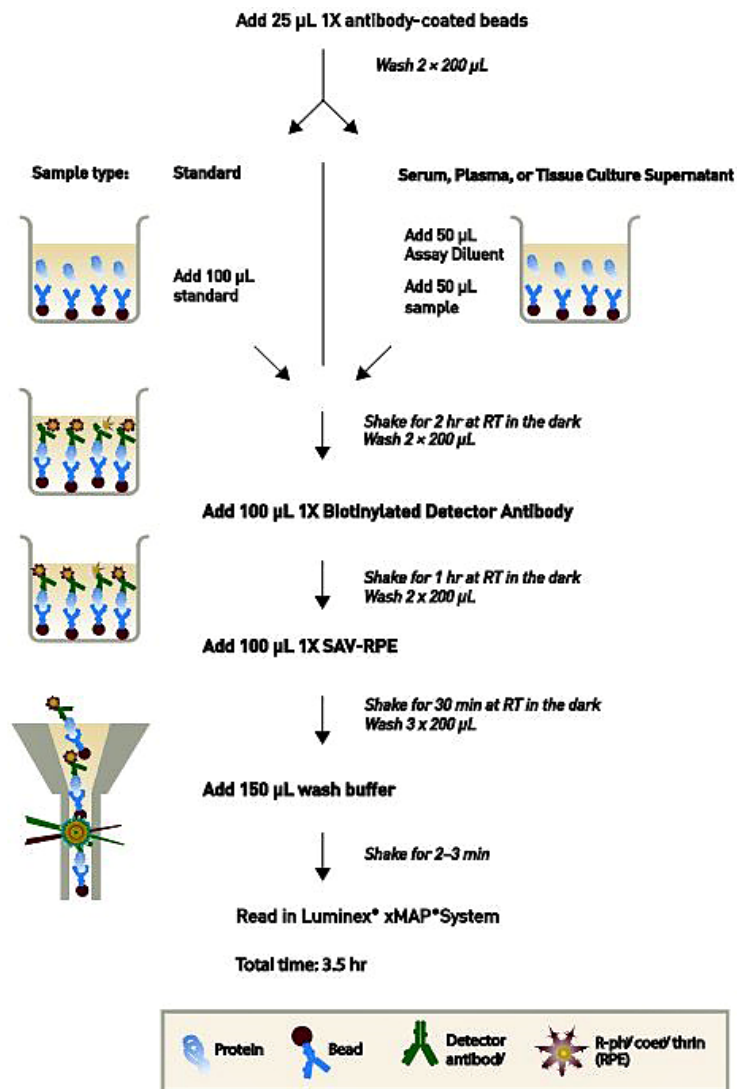 Add 25 µL 1X antibody-coated beads
Wash 2 × 200 µL
Sample type:
Standard
Serum, Plasma, or Tissue Culture Supernatant
Add 100 µL
standard
Add 50 µL
Assay Diluent
Add 50 µL
sample
Shake for 2 hr at RT in the dark
Wash 2 × 200 µL
Add 100 µL 1X Biotinylated Detector Antibody
Shake for 1 hr at RT in the dark
Wash 2 x 200 µL
Add 100 µL 1X SAV-RPE
Shake for 30 min at RT in the dark
Wash 3 x 200 µL
Add 150 µL wash buffer
Shake for 2–3 min
Read in Luminex® xMAP® System
Total time: 3.5 hr
Protein
Bead
Detector
antibody
R-phycoerythrin
(RPE)